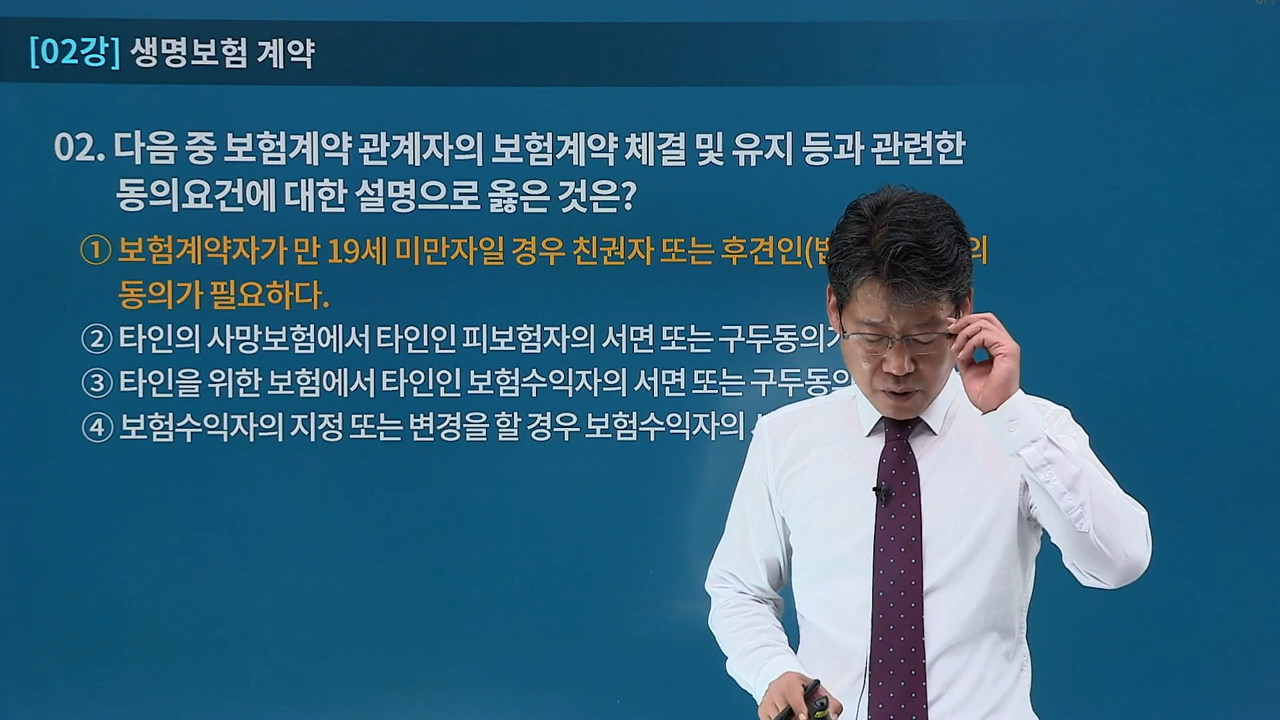 [02강] 생명보험 계약
02. 다음 중 보험계약 관계자의 보험계약 체결 및 유지 등과 관련한
동의요건에 대한 설명으로 옳은 것은?
① 보험계약자가 만 19세 미만자일 경우 친권자 또는 후견인( 의
동의가 필요하다.
② 타인의 사망보험에서 타인인 피보험자의 서면 또는 구두동의가
③ 타인을 위한 보험에서 타인인 보험수익자의 서면 또는 구두동의
④ 보험수익자의 지정 또는 변경을 할 경우 보험수익자의